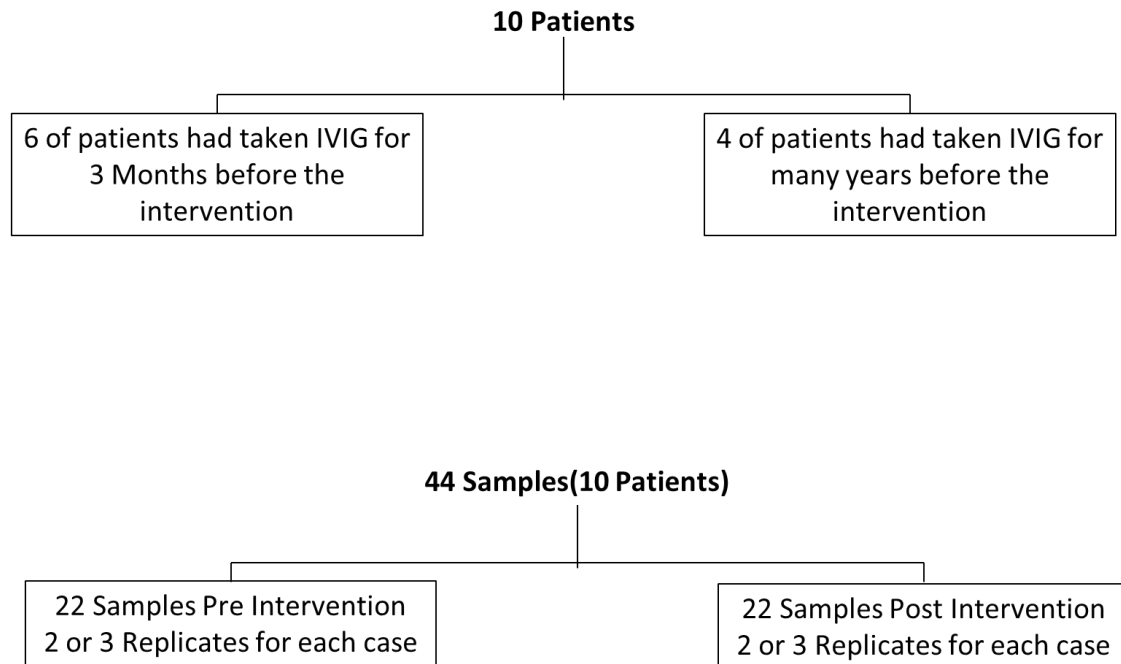 10 Patients
6 of patients had taken IVIG for
3 Months before the
intervention
4 of patients had taken IVIG for
many years before the
intervention
44 Samples(10 Patients)
22 Samples Pre Intervention
2 or 3 Replicates for each case
22 Samples Post Intervention
2 or 3 Replicates for each case